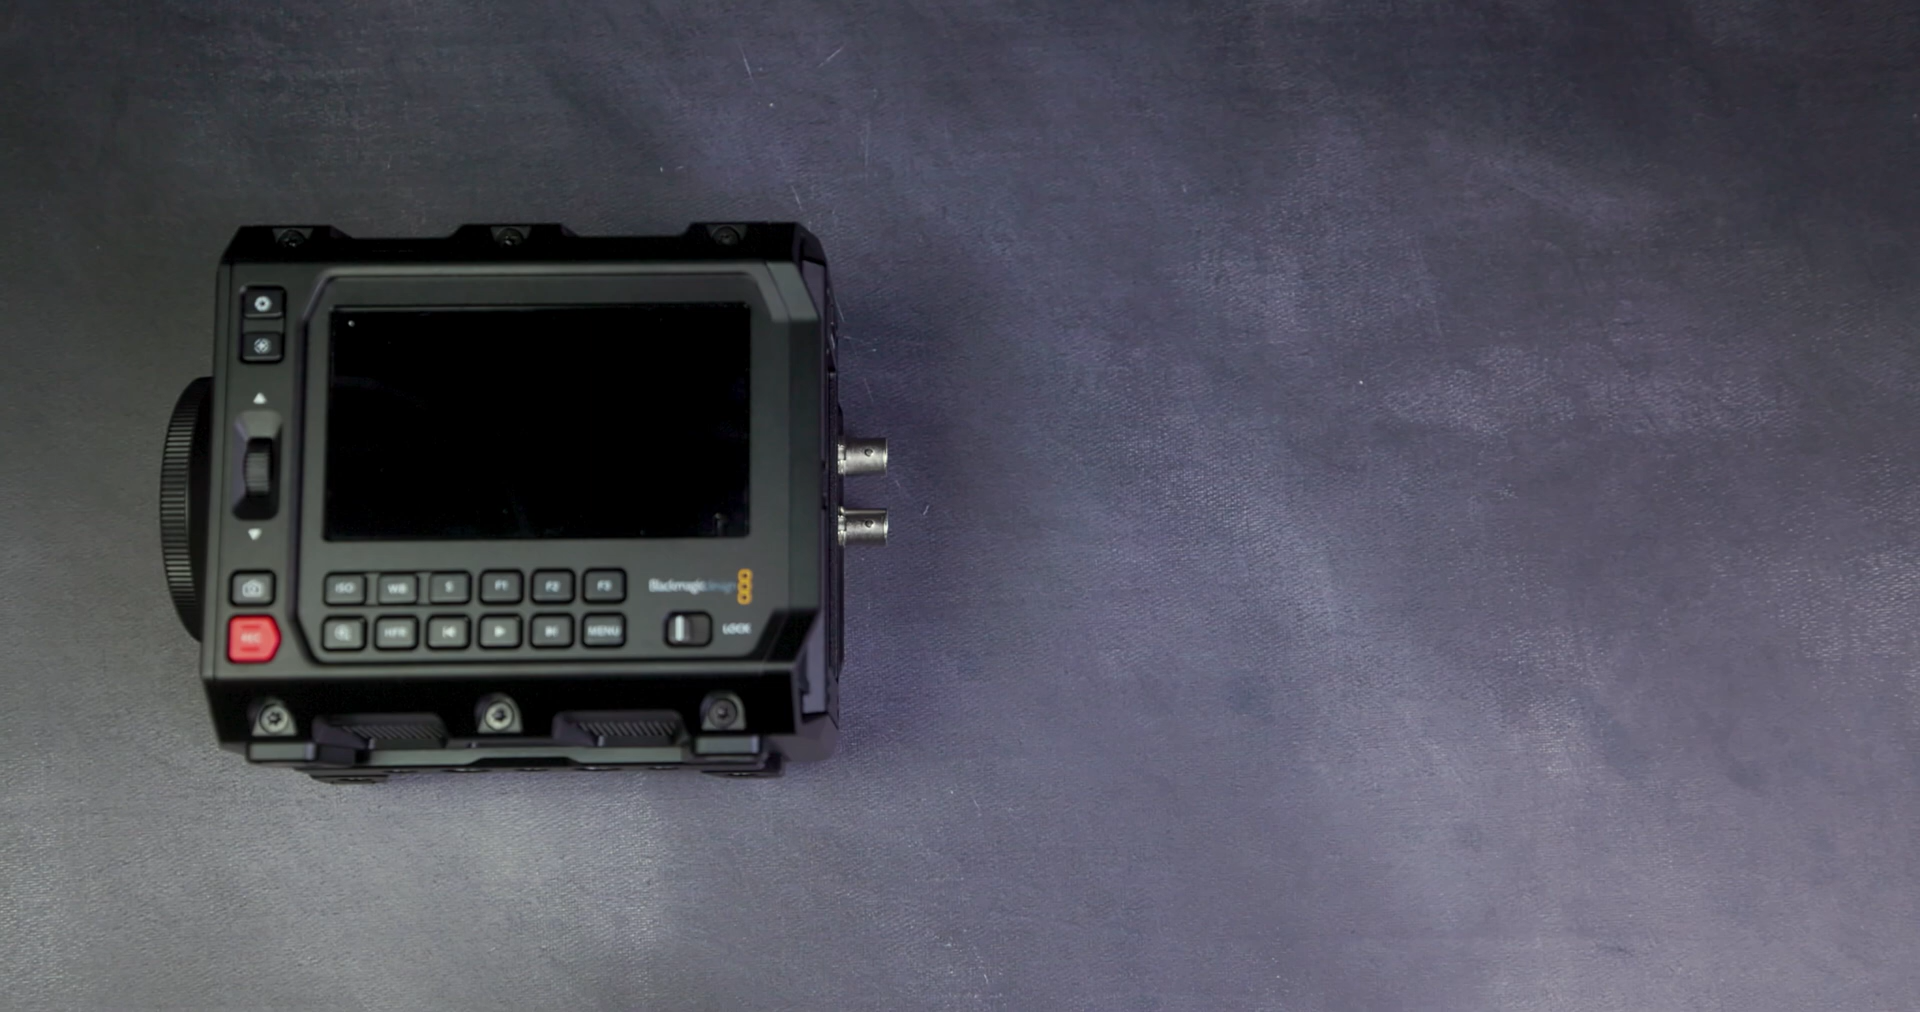 ISO WB S F1 F2 F3
Blackmagicdesign
HFR MENU
LOCK
REC